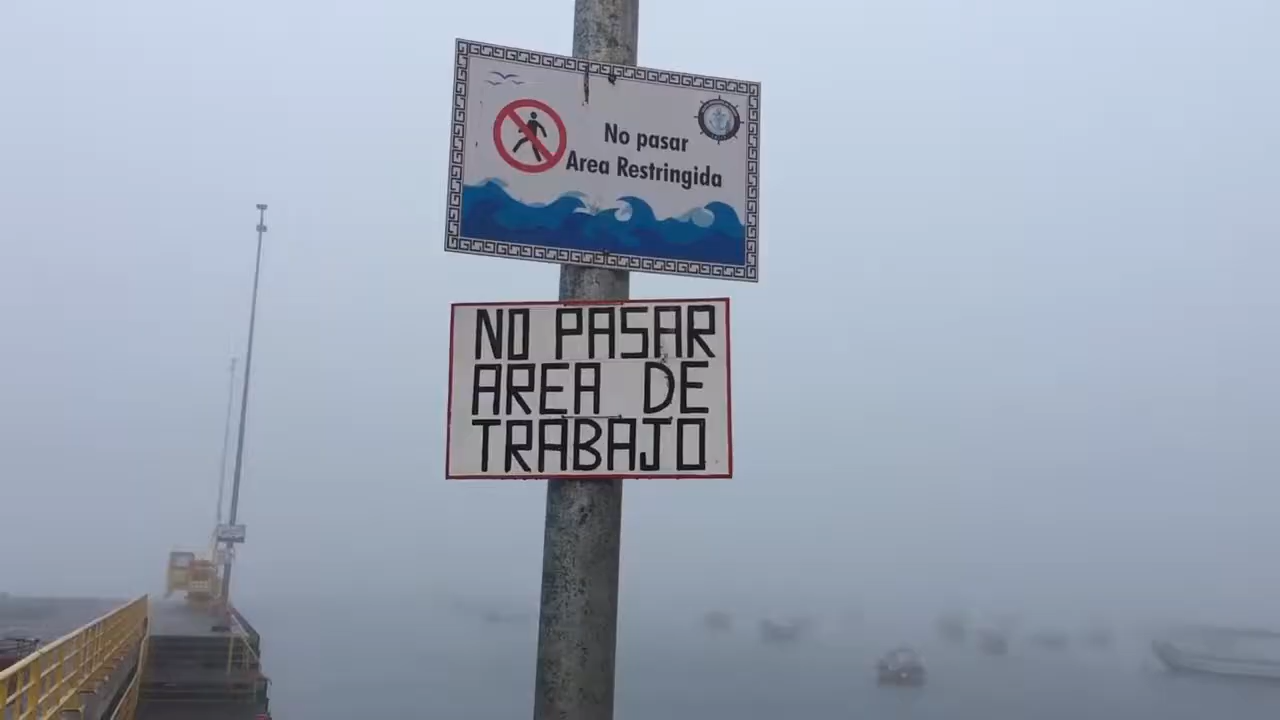 No pasar
Area Restringida
NO PASAR
AREA DE
TRABAJO